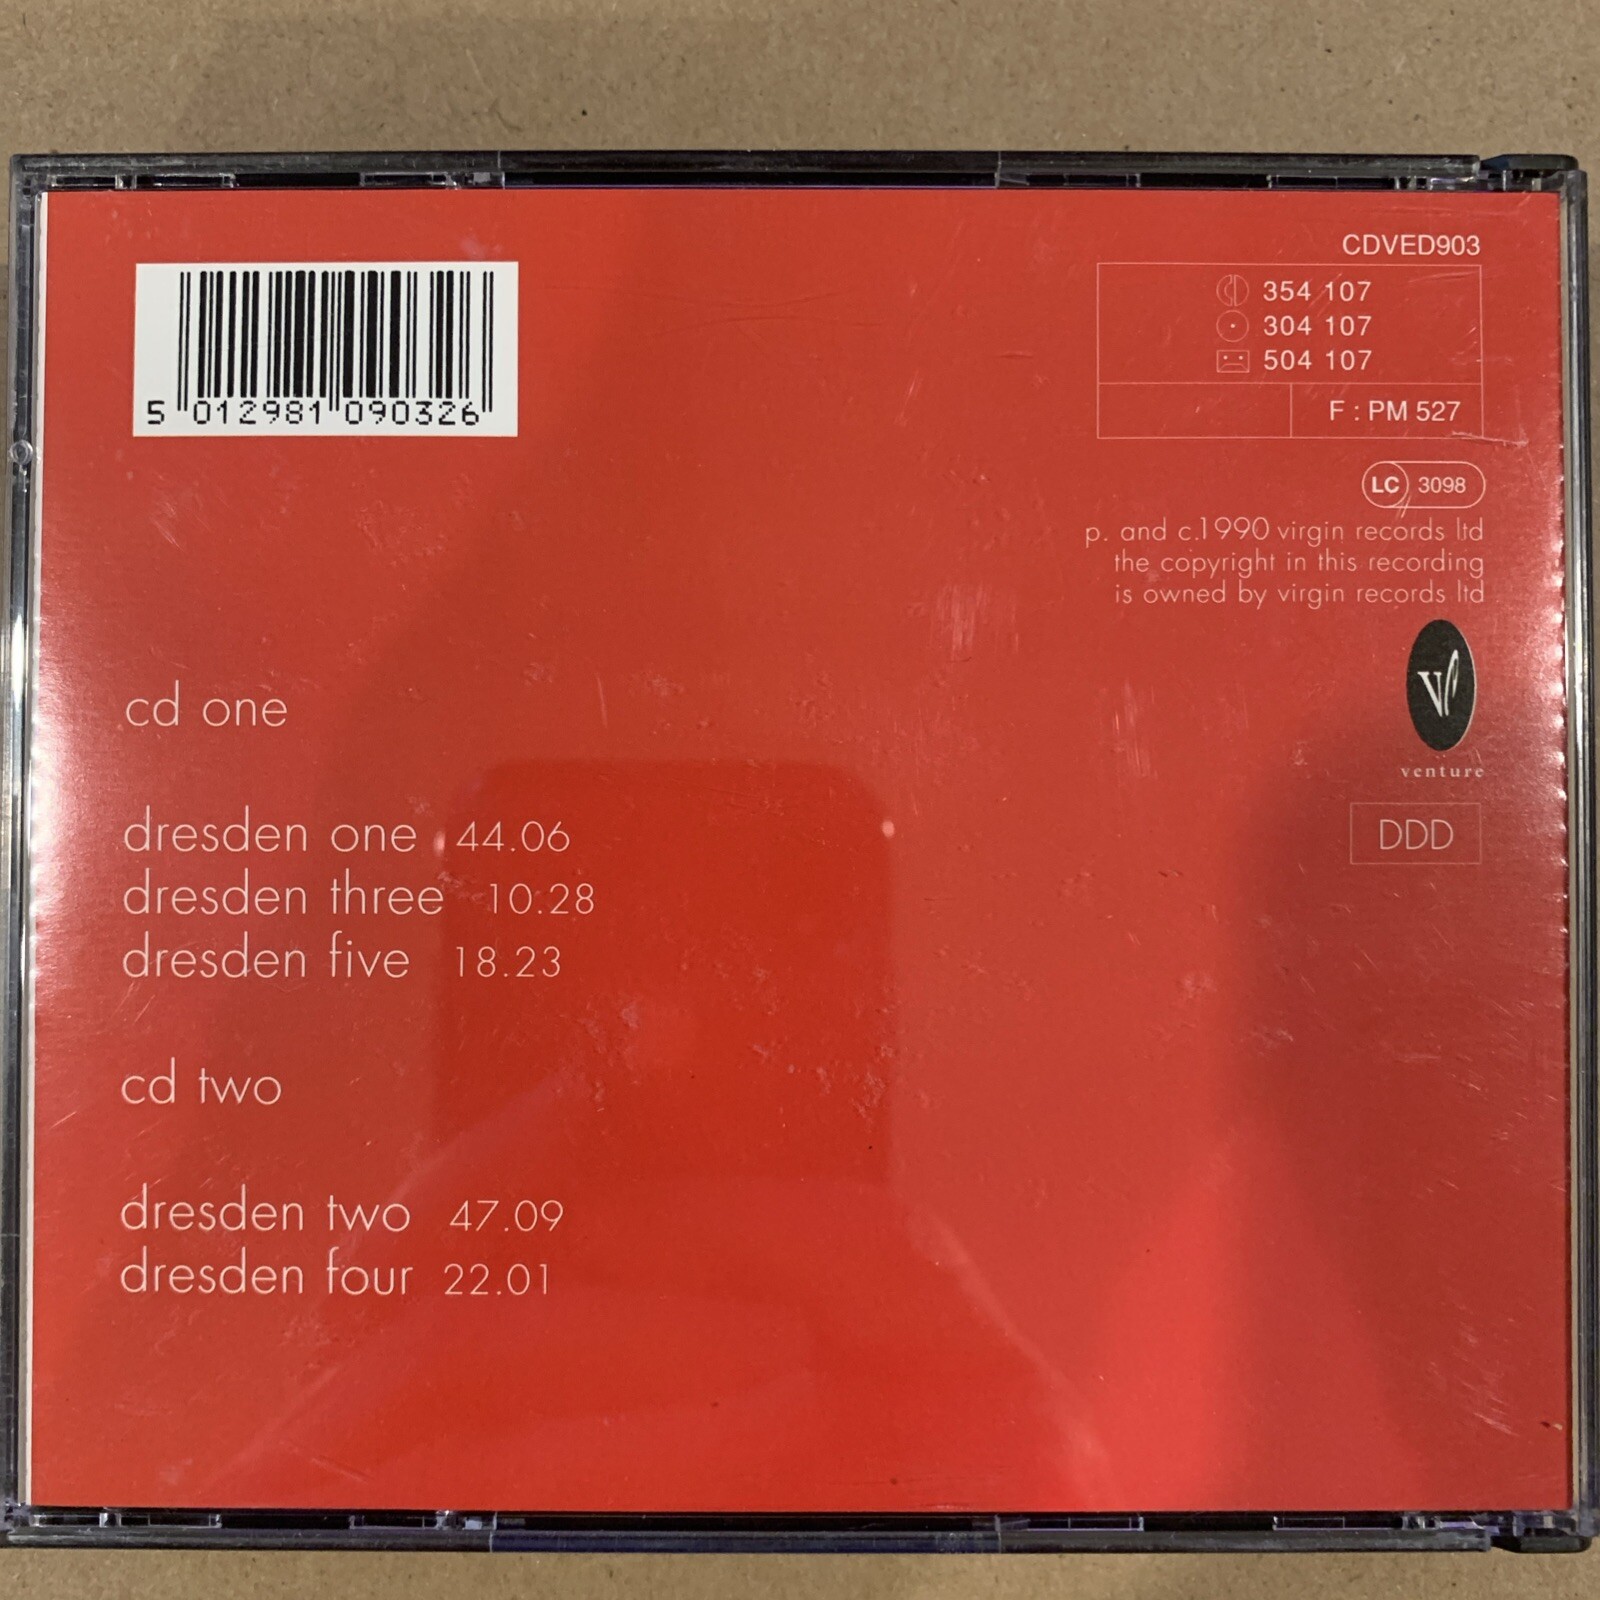 5 012981 090326
CDVED903
354 107
304 107
504 107
F : PM 527
LC 3098
p. and c.1990 virgin records ltd
the copyright in this recording
is owned by virgin records ltd
V
venture
DDD
cd one
dresden one 44.06
dresden three 10:28
dresden five 18.23
cd two
dresden two 47.09
dresden four 22.01